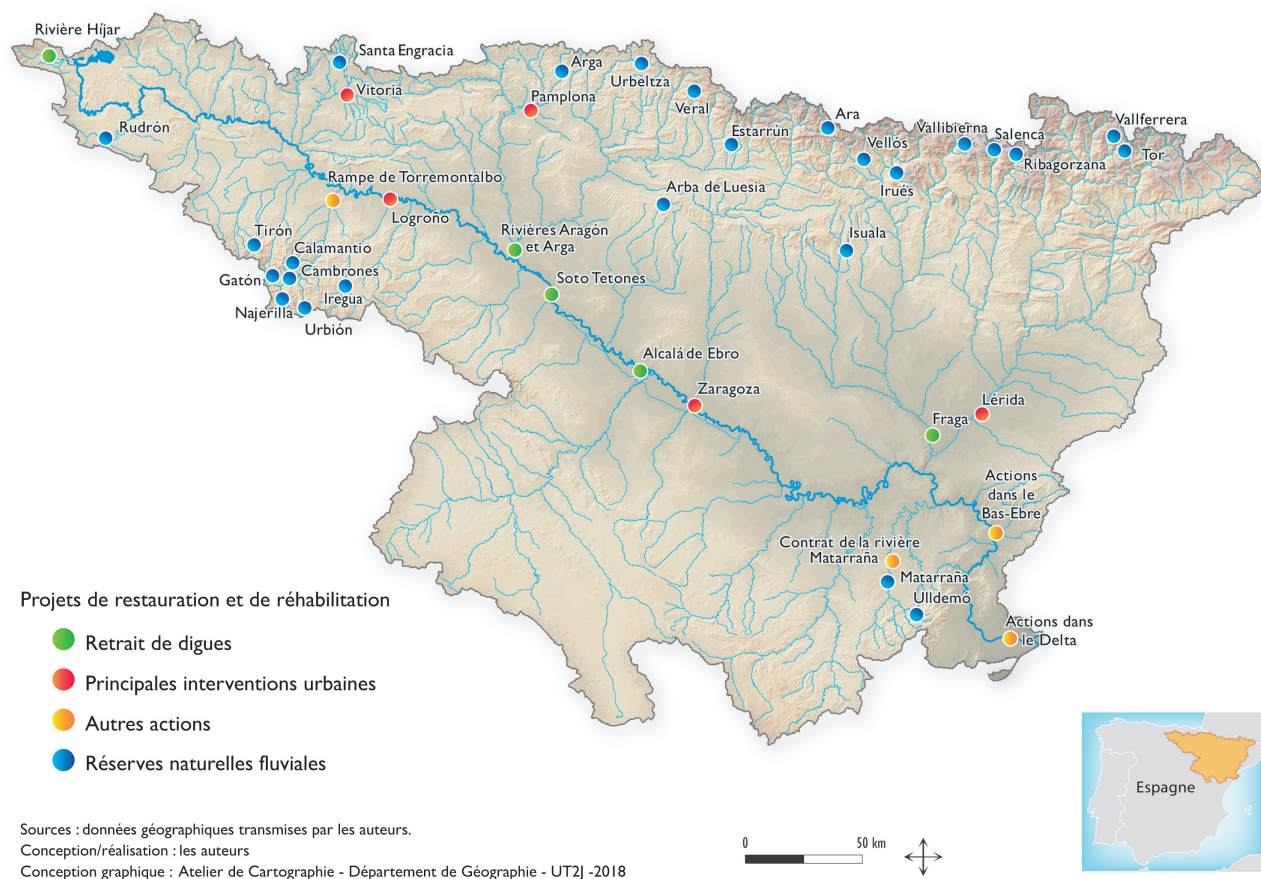 Rivière Híjar
Santa Engracia
Arga
Urbeltza
Vitoria
Pamplona
Veral
Rudrón
Estarrún
Ara
Vellós
Vallibierna
Salenca
Vallferrera
Tor
Ribagorzana
Irués
Rampe de Torremontalbo
Logroño
Arba de Luesia
Tirón
Calamantio
Rivières Aragón
et Arga
Isuala
Gatón
Cambrones
Soto Tetones
Iregua
Najerilla
Urbión
Alcalá de Ebro
Zaragoza
Lérida
Fraga
Actions
dans le
Bas-Ebre
Contrat de la rivière
Matarraña
Matarraña
Ulldemó
Actions dans
le Delta
Projets de restauration et de réhabilitation
Retrait de digues
Principales interventions urbaines
Autres actions
Réserves naturelles fluviales
Espagne
Sources : données géographiques transmises par les auteurs.
Conception/réalisation : les auteurs
Conception graphique : Atelier de Cartographie - Département de Géographie - UT2J -2018
0 50 km